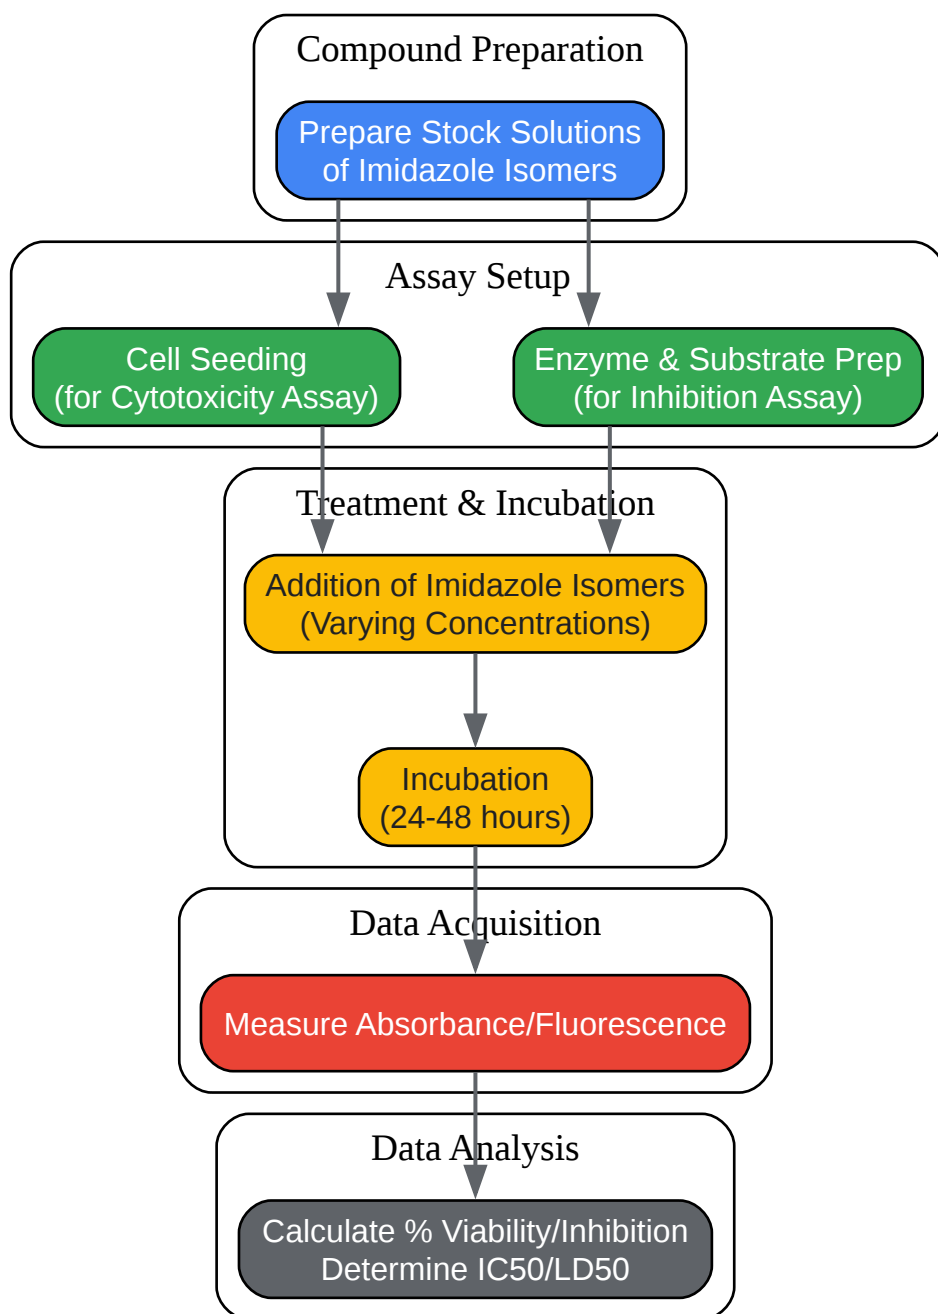 Compound Preparation
Prepare Stock Solutions
of Imidazole Isomers
Assay Setup
Cell Seeding
(for Cytotoxicity Assay)
Enzyme & Substrate Prep
(for Inhibition Assay)
Treatment & Incubation
Addition of Imidazole Isomers
(Varying Concentrations)
Incubation
(24-48 hours)
Data Acquisition
Measure Absorbance/Fluorescence
Data Analysis
Calculate % Viability/Inhibition
Determine IC50/LD50